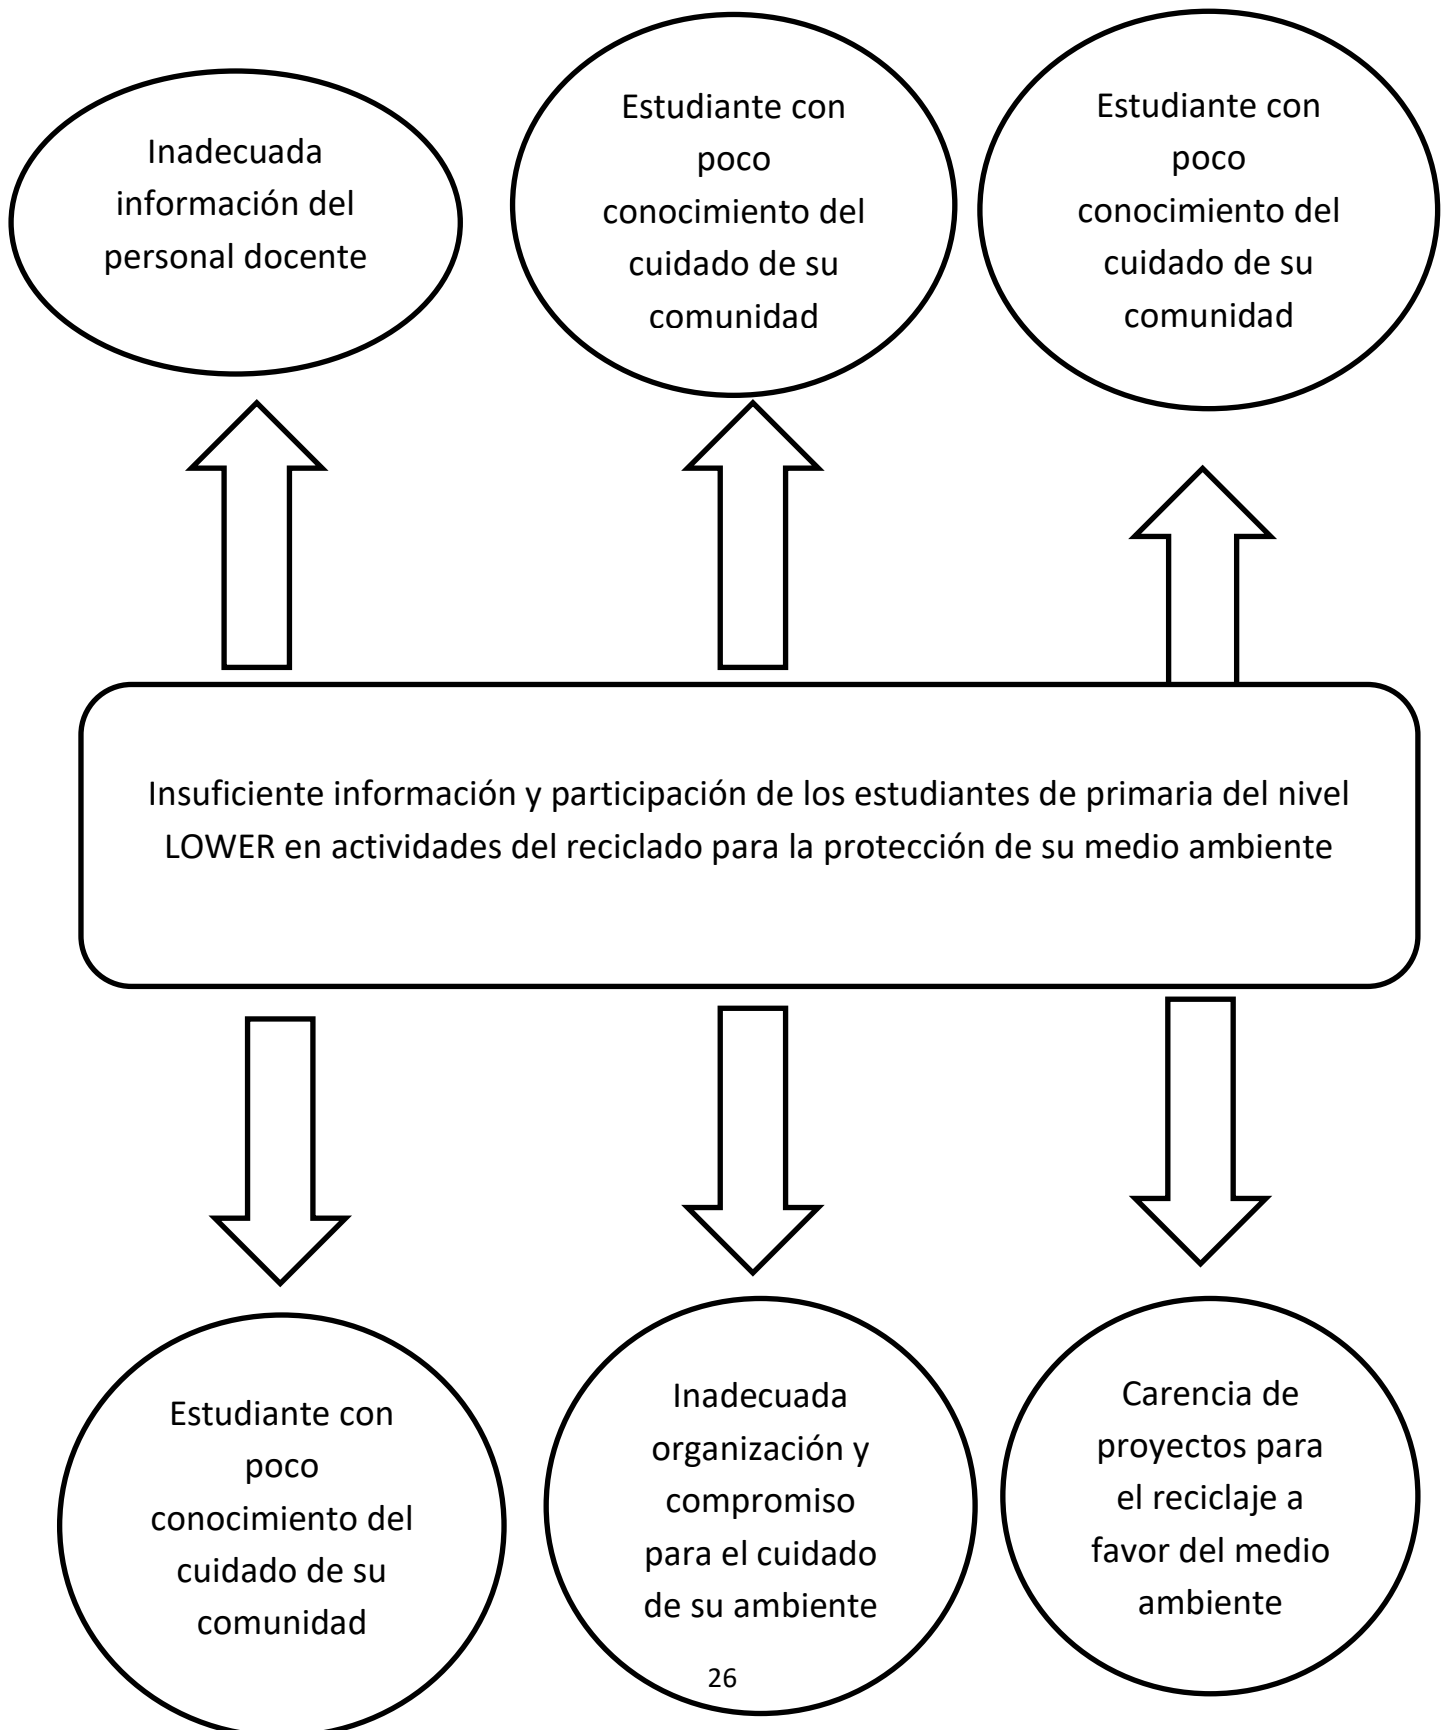 Inadecuada
información del
personal docente
Estudiante con
poco
conocimiento del
cuidado de su
comunidad
Estudiante con
poco
conocimiento del
cuidado de su
comunidad
Insuficiente información y participación de los estudiantes de primaria del nivel
LOWER en actividades del reciclado para la protección de su medio ambiente
Estudiante con
poco
conocimiento del
cuidado de su
comunidad
Inadecuada
organización y
compromiso
para el cuidado
de su ambiente
Carencia de
proyectos para
el reciclaje a
favor del medio
ambiente
26